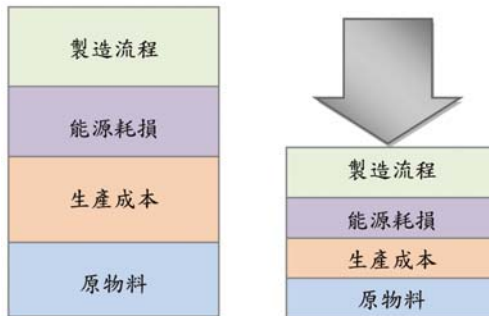 製造流程
能源耗損
生產成本
原物料
製造流程
能源耗損
生產成本
原物料